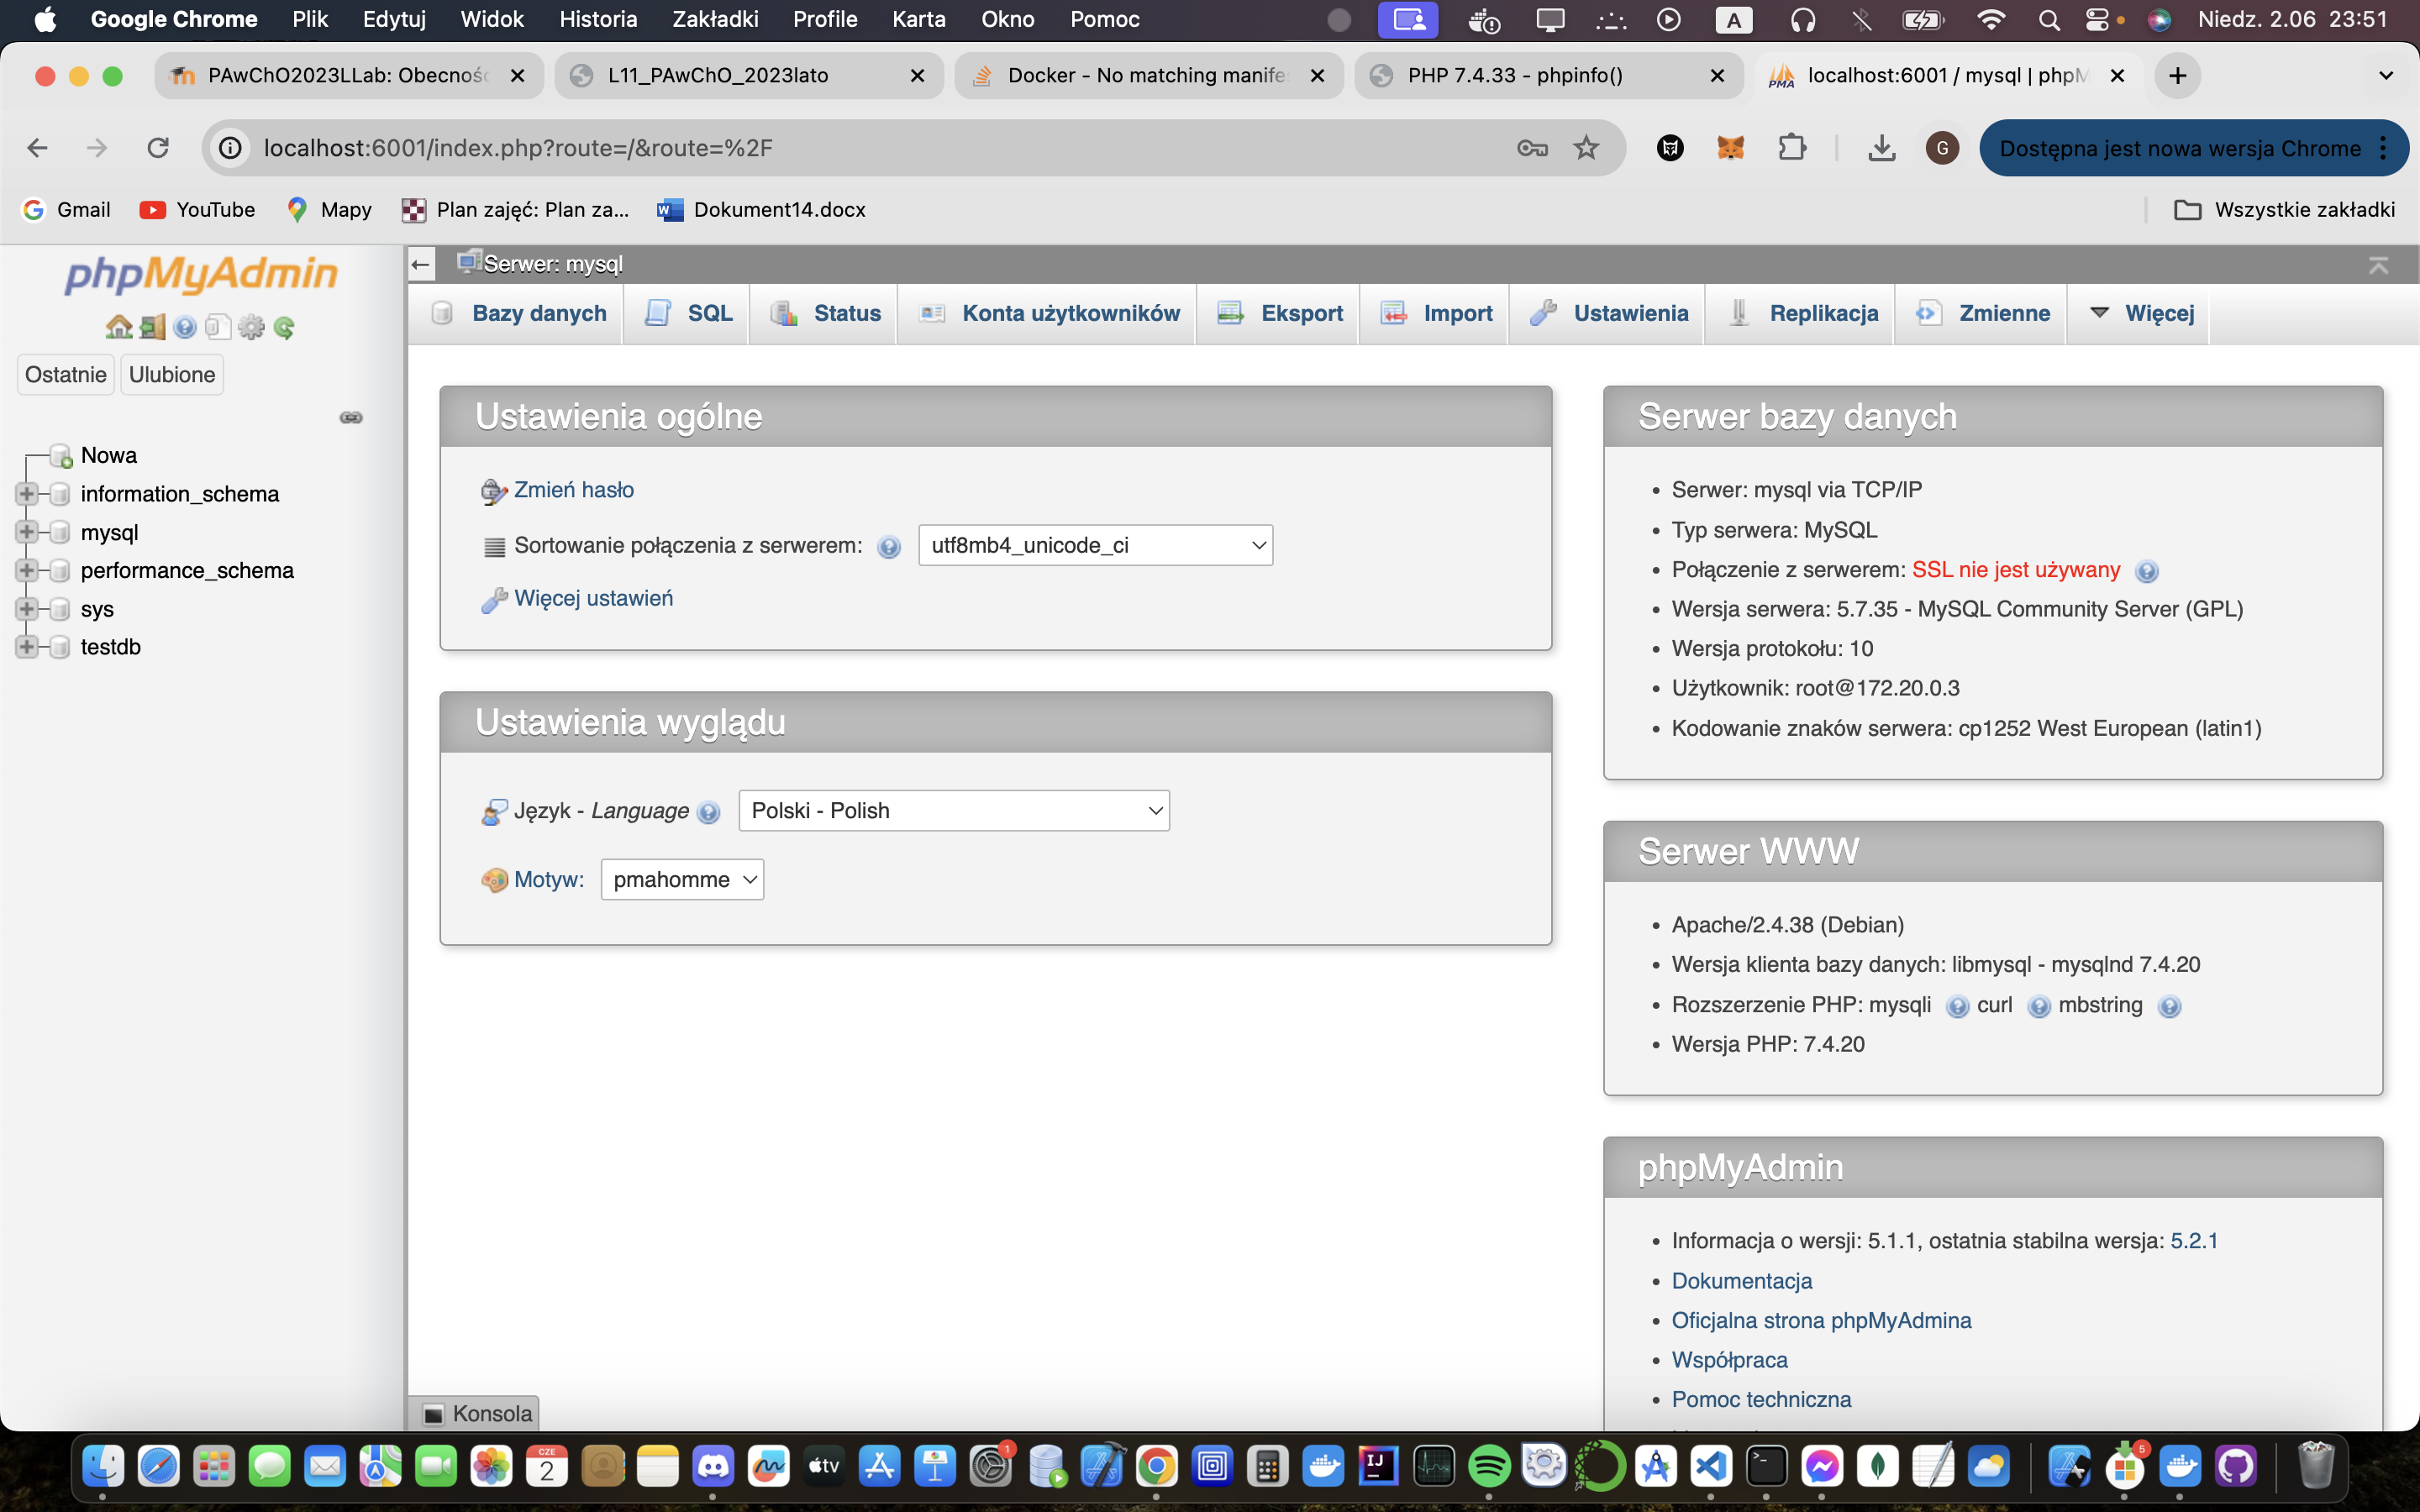 Google Chrome Plik Edytuj Widok Historia Zakładki Profile Karta Okno Pomoc A Niedz. 2.06 23:51
PAwChO2023LLab: Obecnoś L11_PAwChO_2023lato Docker - No matching manife PHP 7.4.33 - phpinfo() PMA localhost:6001 / mysql | phpM
localhost:6001/index.php?route=/&route=%2F G Dostępna jest nowa wersja Chrome
Gmail YouTube Mapy Plan zajęć: Plan za... Dokument14.docx Wszystkie zakładki
phpMyAdmin
Ostatnie Ulubione
Nowa
information_schema
mysql
performance_schema
sys
testdb
Serwer: mysql
Bazy danych SQL Status Konta użytkowników Eksport Import Ustawienia Replikacja Zmienne Więcej
Ustawienia ogólne
Zmień hasło
Sortowanie połączenia z serwerem: utf8mb4_unicode_ci
Więcej ustawień
Ustawienia wyglądu
Język - Language Polski - Polish
Motyw: pmahomme
Serwer bazy danych
• Serwer: mysql via TCP/IP
• Typ serwera: MySQL
• Połączenie z serwerem: SSL nie jest używany
• Wersja serwera: 5.7.35 - MySQL Community Server (GPL)
• Wersja protokołu: 10
• Użytkownik: root@172.20.0.3
• Kodowanie znaków serwera: cp1252 West European (latin1)
Serwer WWW
• Apache/2.4.38 (Debian)
• Wersja klienta bazy danych: libmysql - mysqlnd 7.4.20
• Rozszerzenie PHP: mysqli curl mbstring
• Wersja PHP: 7.4.20
phpMyAdmin
• Informacja o wersji: 5.1.1, ostatnia stabilna wersja: 5.2.1
• Dokumentacja
• Oficjalna strona phpMyAdmina
• Współpraca
• Pomoc techniczna
Konsola
CZE
2
tv
1
IJ
5